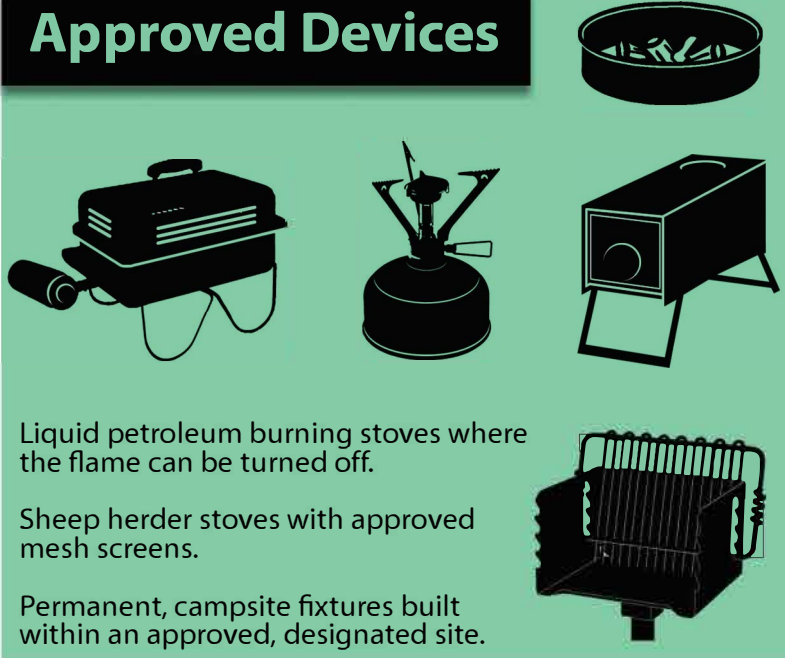 Approved Devices
Liquid petroleum burning stoves where
the flame can be turned off.
Sheep herder stoves with approved
mesh screens.
Permanent, campsite fixtures built
within an approved, designated site.